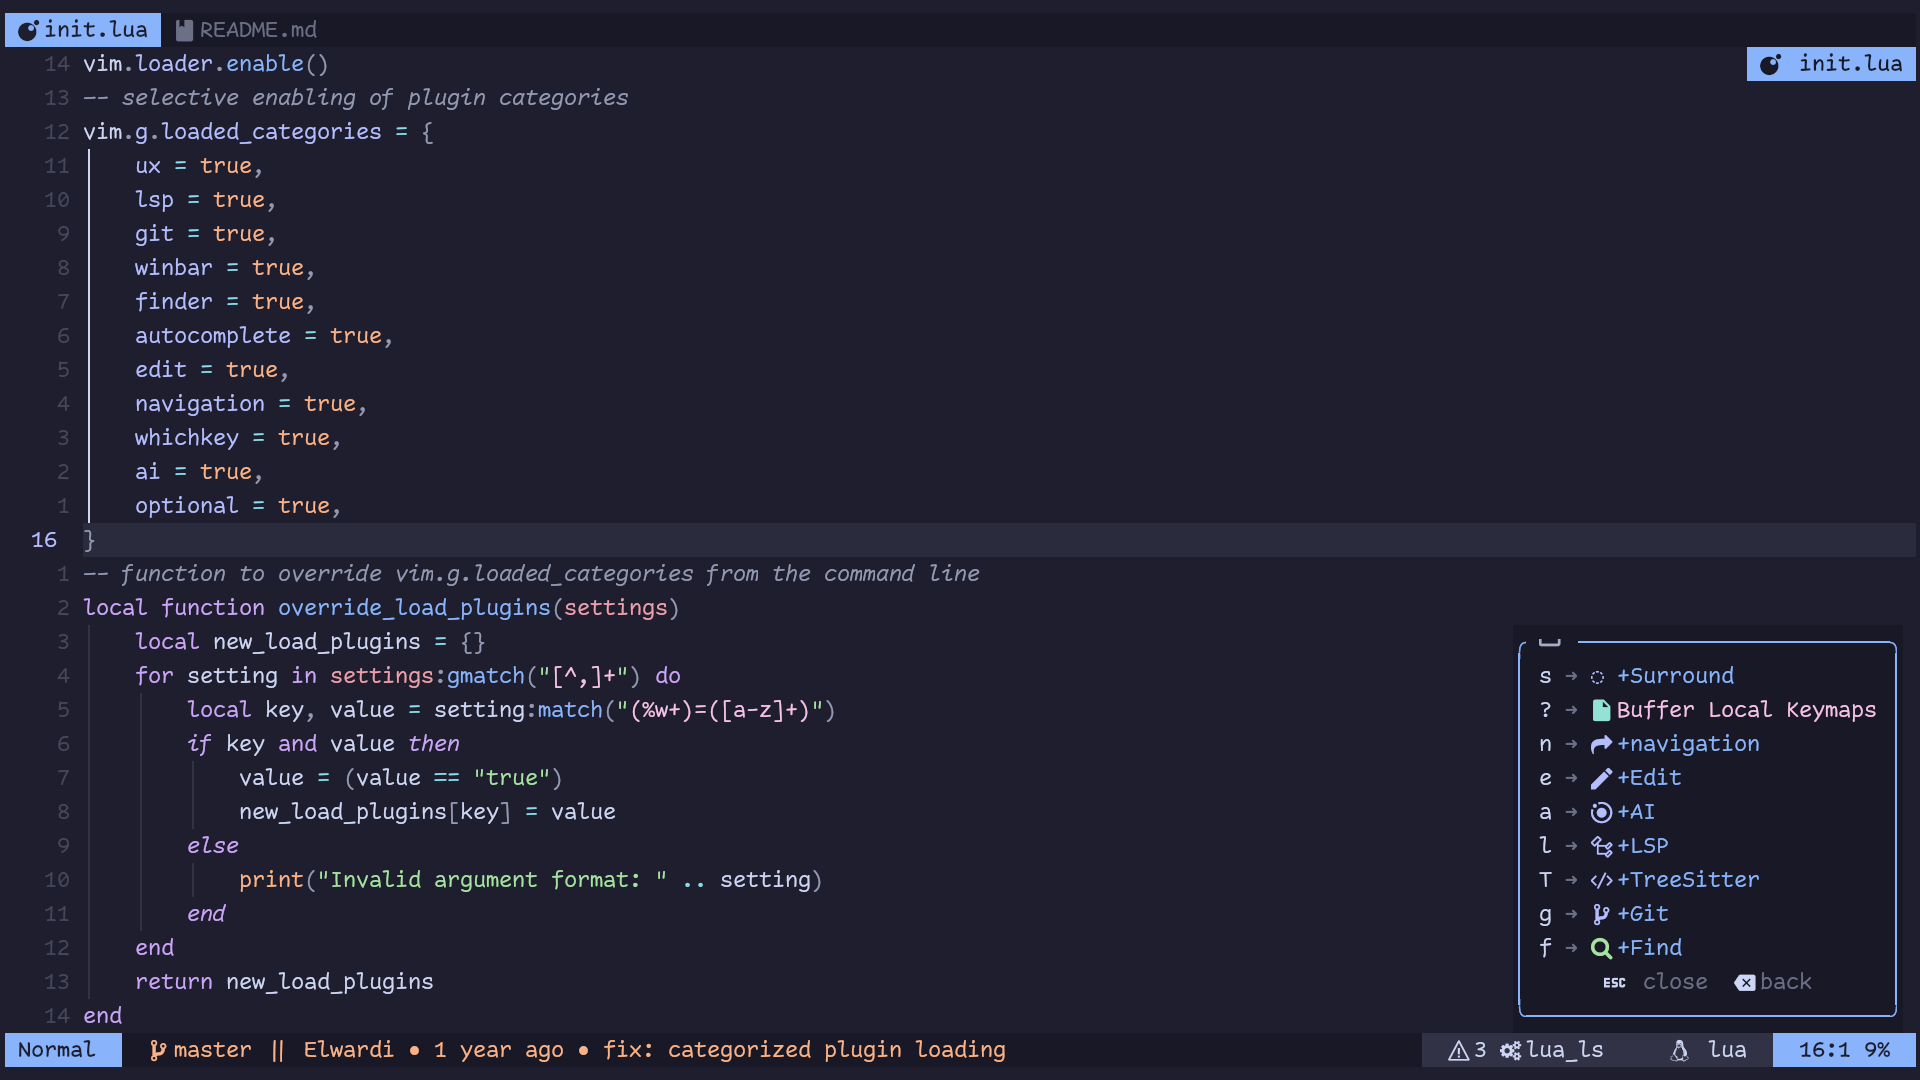 init.lua README.md
14 vim.loader.enable() init.lua
13 -- selective enabling of plugin categories
12 vim.g.loaded_categories = {
11 ux = true,
10 lsp = true,
9 git = true,
8 winbar = true,
7 finder = true,
6 autocomplete = true,
5 edit = true,
4 navigation = true,
3 whichkey = true,
2 ai = true,
1 optional = true,
16 }
1 -- function to override vim.g.loaded_categories from the command line
2 local function override_load_plugins(settings)
3 local new_load_plugins = {}
4 for setting in settings:gmatch("[^,]+") do
5 local key, value = setting:match("(%w+)=([a-z]+)")
6 if key and value then
7 value = (value == "true")
8 new_load_plugins[key] = value
9 else
10 print("Invalid argument format: " .. setting)
11 end
12 end
13 return new_load_plugins
14 end
s → +Surround
? → Buffer Local Keymaps
n → +navigation
e → +Edit
a → +AI
l → +LSP
T → </>+TreeSitter
g → +Git
f → +Find
ESC close back
Normal master || Elwardi • 1 year ago • fix: categorized plugin loading 3 lua_ls lua 16:1 9%